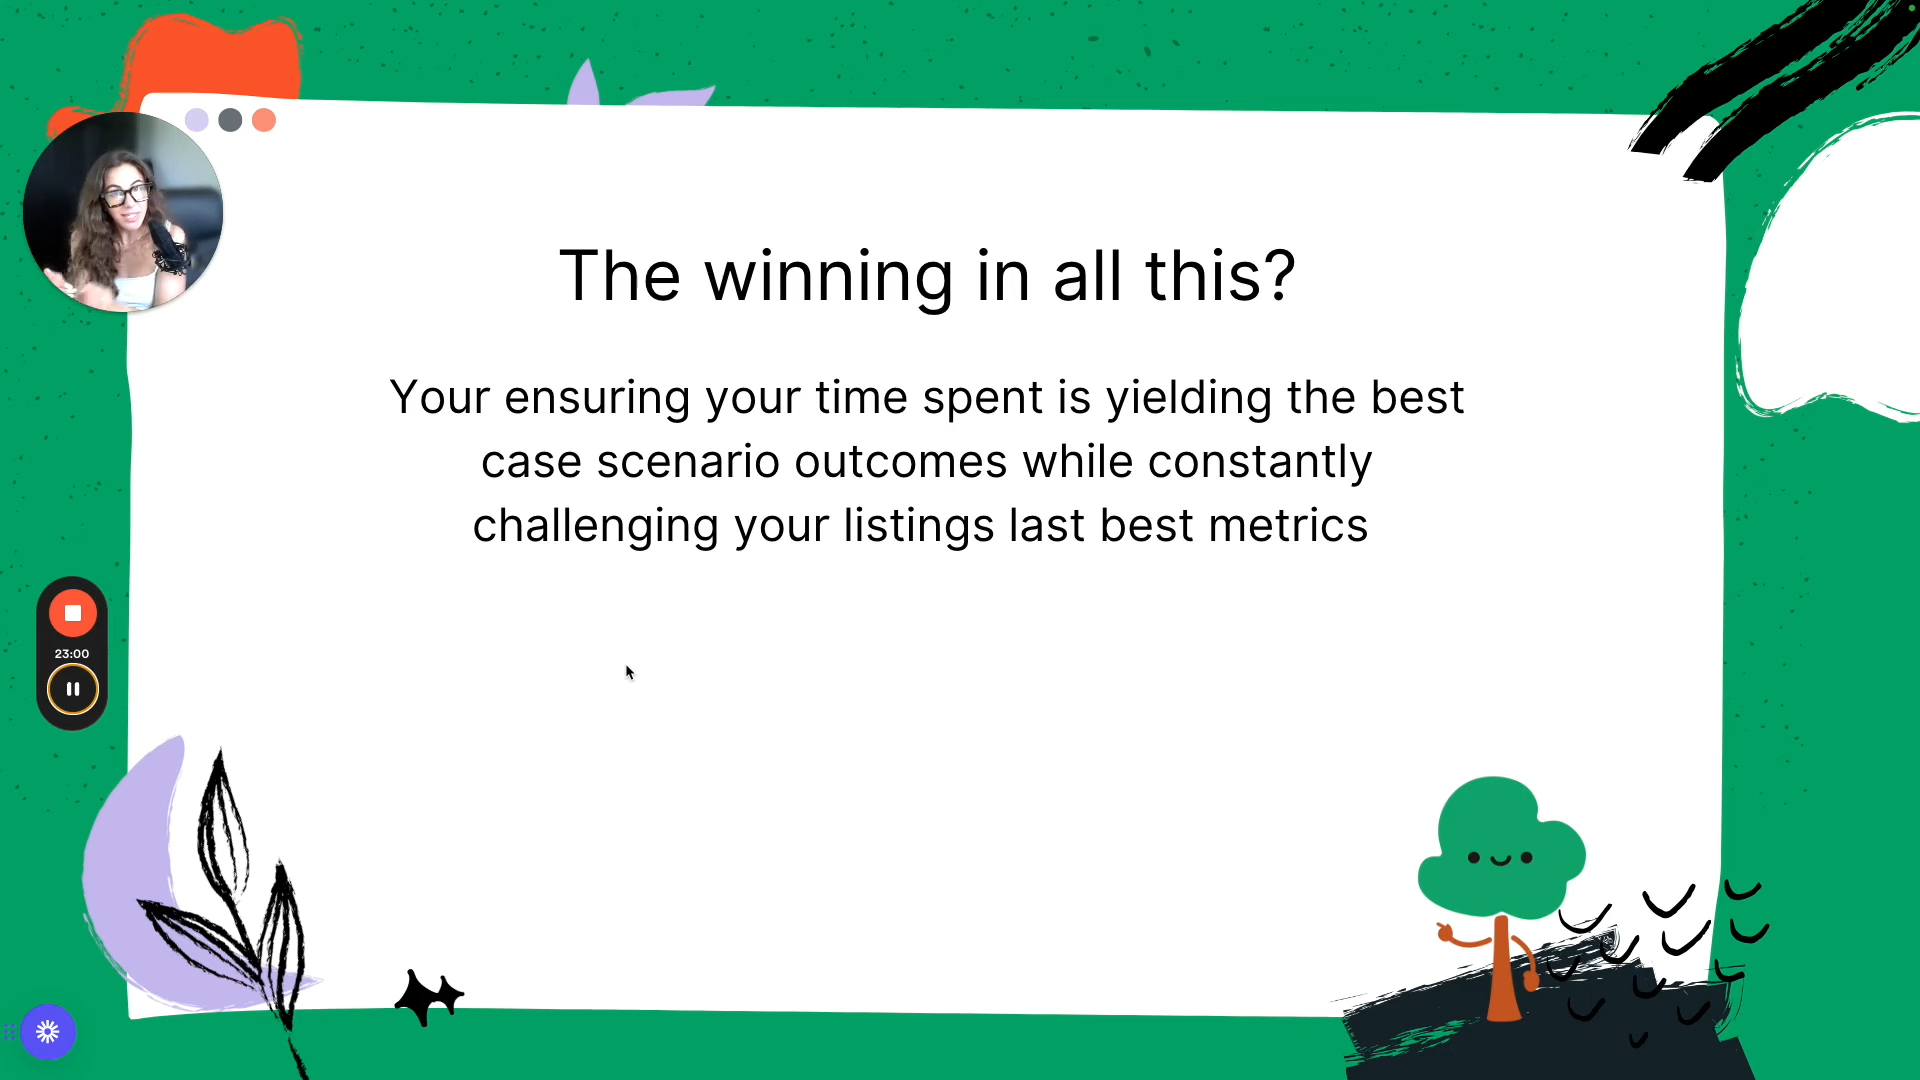 The winning in all this?
Your ensuring your time spent is yielding the best
case scenario outcomes while constantly
challenging your listings last best metrics
23:00